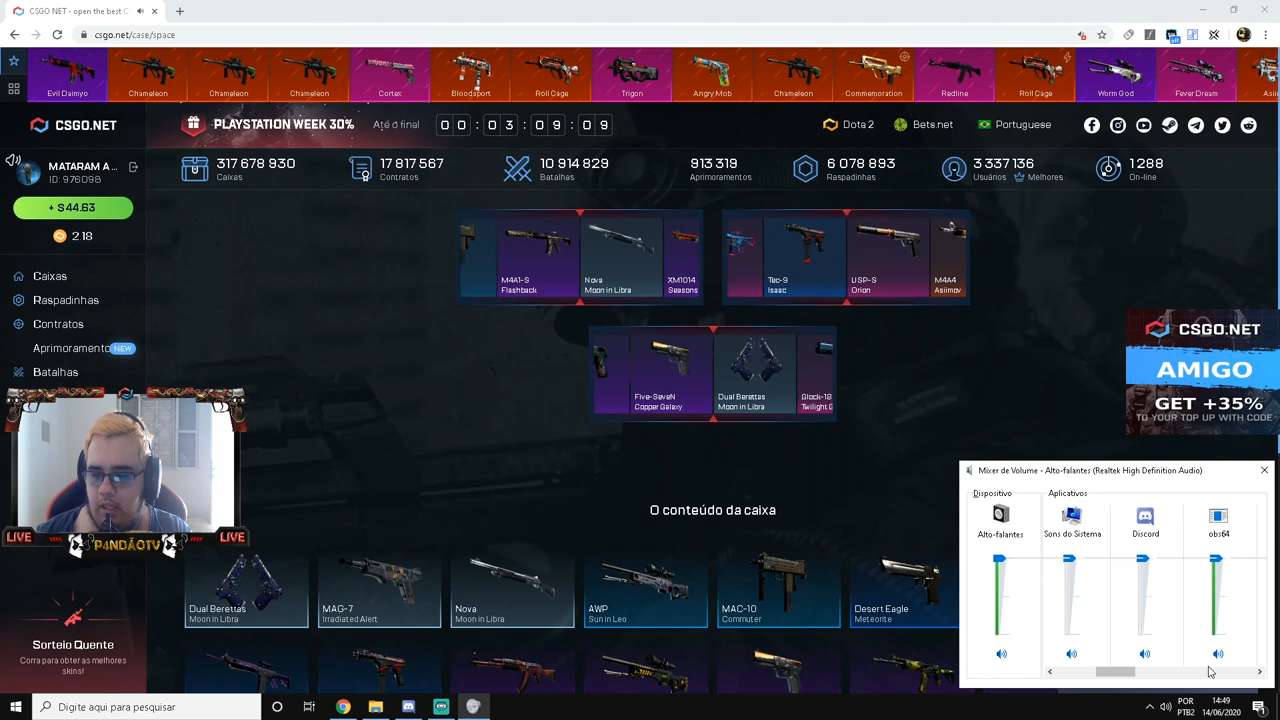 CSGO.NET - open the best C
csgo.net/case/space
off
Evil Daimyo
Chameleon
Chameleon
Chameleon
Cortex
Bloodsport
Roll Cage
Trigon
Angry Mob
Chameleon
Commemoration
Redline
Roll Cage
Worm God
Fever Dream
CSGO.NET
PLAYSTATION WEEK 30%
Até o final
00:03:09:09
Dota 2
Bets.net
Portuguese
MATARAM A...
ID: 976098
317 678 930
Caixas
17 817 567
Contratos
10 914 829
Batalhas
913 319
Aprimoramentos
6 078 893
Raspadinhas
3 337 136
Usuários
Melhores
1 288
On-line
+ $44.63
2.18
Caixas
Raspadinhas
Contratos
Aprimoramento
NEW
Batalhas
M4A1-S
Flashback
Nova
Moon in Libra
XM1014
Seasons
Tec-9
Isaac
USP-S
Orion
M4A4
Asiimov
Five-SeveN
Copper Galaxy
Dual Berettas
Moon in Libra
Glock-18
CSGO.NET
AMIGO
GET +35%
TO YOUR TOP UP WITH CODE
LIVE
P4NDÃOTV
LIVE
Sorteio Quente
Corra para obter as melhores
skins!
O conteúdo da caixa
Dual Berettas
Moon in Libra
MAG-7
Irradiated Alert
Nova
Moon in Libra
AWP
Sun in Leo
MAC-10
Commuter
Desert Eagle
Meteorite
Mixer de Volume - Alto-falantes (Realtek High Definition Audio)
Dispositivo
Aplicativos
Alto-falantes
Sons do Sistema
Discord
obs64
Digite aqui para pesquisar
POR
PTB2
14:49
14/06/2020
1